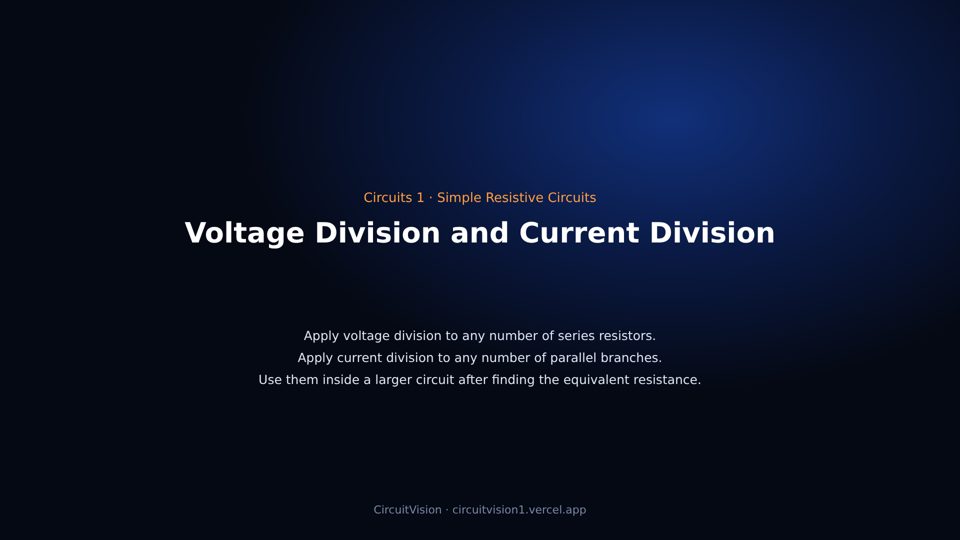 Circuits 1 · Simple Resistive Circuits
Voltage Division and Current Division
Apply voltage division to any number of series resistors.
Apply current division to any number of parallel branches.
Use them inside a larger circuit after finding the equivalent resistance.
CircuitVision · circuitvision1.vercel.app